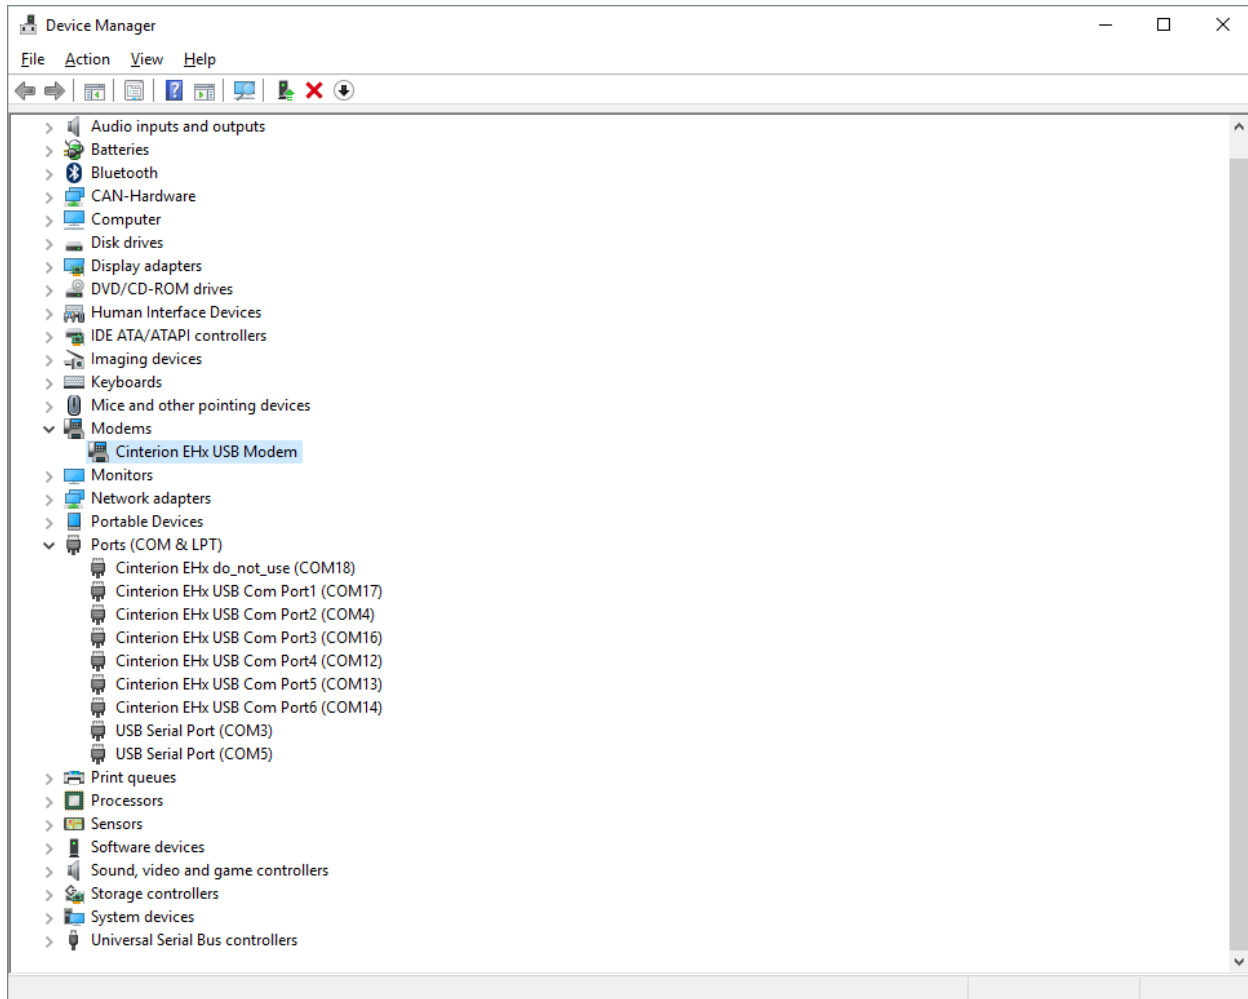 Device Manager
File Action View Help
Audio inputs and outputs
Batteries
Bluetooth
CAN-Hardware
Computer
Disk drives
Display adapters
DVD/CD-ROM drives
Human Interface Devices
IDE ATA/ATAPI controllers
Imaging devices
Keyboards
Mice and other pointing devices
Modems
Cinterion EHx USB Modem
Monitors
Network adapters
Portable Devices
Ports (COM & LPT)
Cinterion EHx do_not_use (COM18)
Cinterion EHx USB Com Port1 (COM17)
Cinterion EHx USB Com Port2 (COM4)
Cinterion EHx USB Com Port3 (COM16)
Cinterion EHx USB Com Port4 (COM12)
Cinterion EHx USB Com Port5 (COM13)
Cinterion EHx USB Com Port6 (COM14)
USB Serial Port (COM3)
USB Serial Port (COM5)
Print queues
Processors
Sensors
Software devices
Sound, video and game controllers
Storage controllers
System devices
Universal Serial Bus controllers